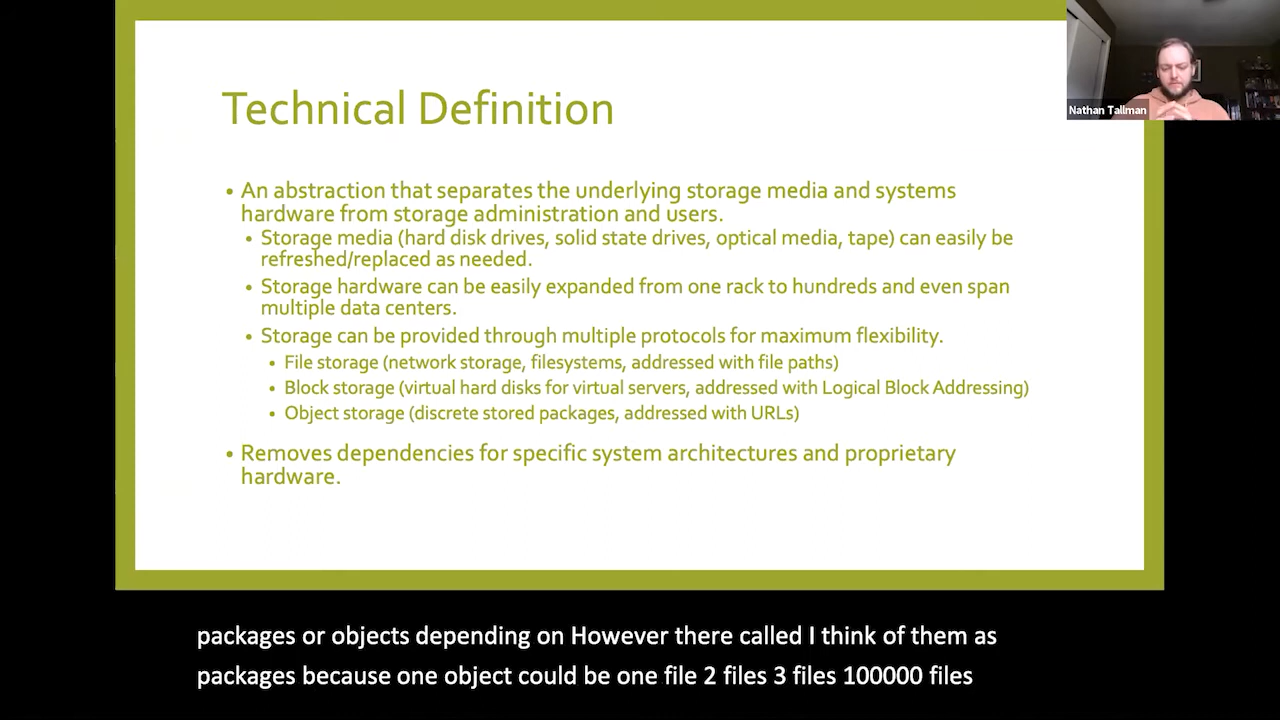 Technical Definition
Nathan Tallman
• An abstraction that separates the underlying storage media and systems
hardware from storage administration and users.
• Storage media (hard disk drives, solid state drives, optical media, tape) can easily be
refreshed/replaced as needed.
• Storage hardware can be easily expanded from one rack to hundreds and even span
multiple data centers.
• Storage can be provided through multiple protocols for maximum flexibility.
• File storage (network storage, filesystems, addressed with file paths)
• Block storage (virtual hard disks for virtual servers, addressed with Logical Block Addressing)
• Object storage (discrete stored packages, addressed with URLs)
• Removes dependencies for specific system architectures and proprietary
hardware.
packages or objects depending on However there called I think of them as
packages because one object could be one file 2 files 3 files 100000 files